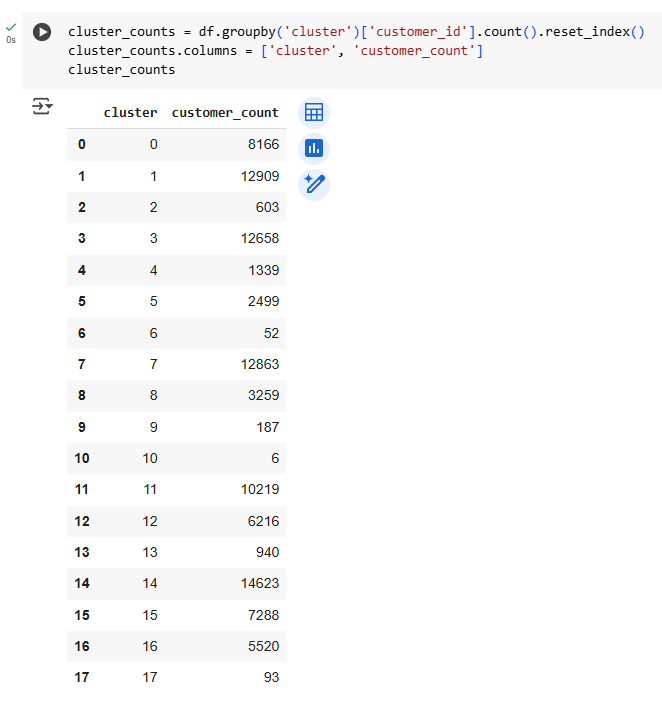 cluster_counts = df.groupby('cluster')['customer_id'].count().reset_index()
0s
cluster_counts.columns = ['cluster', 'customer_count']
cluster_counts
cluster customer_count
0 0 8166
1 1 12909
2 2 603
3 3 12658
4 4 1339
5 5 2499
6 6 52
7 7 12863
8 8 3259
9 9 187
10 10 6
11 11 10219
12 12 6216
13 13 940
14 14 14623
15 15 7288
16 16 5520
17 17 93